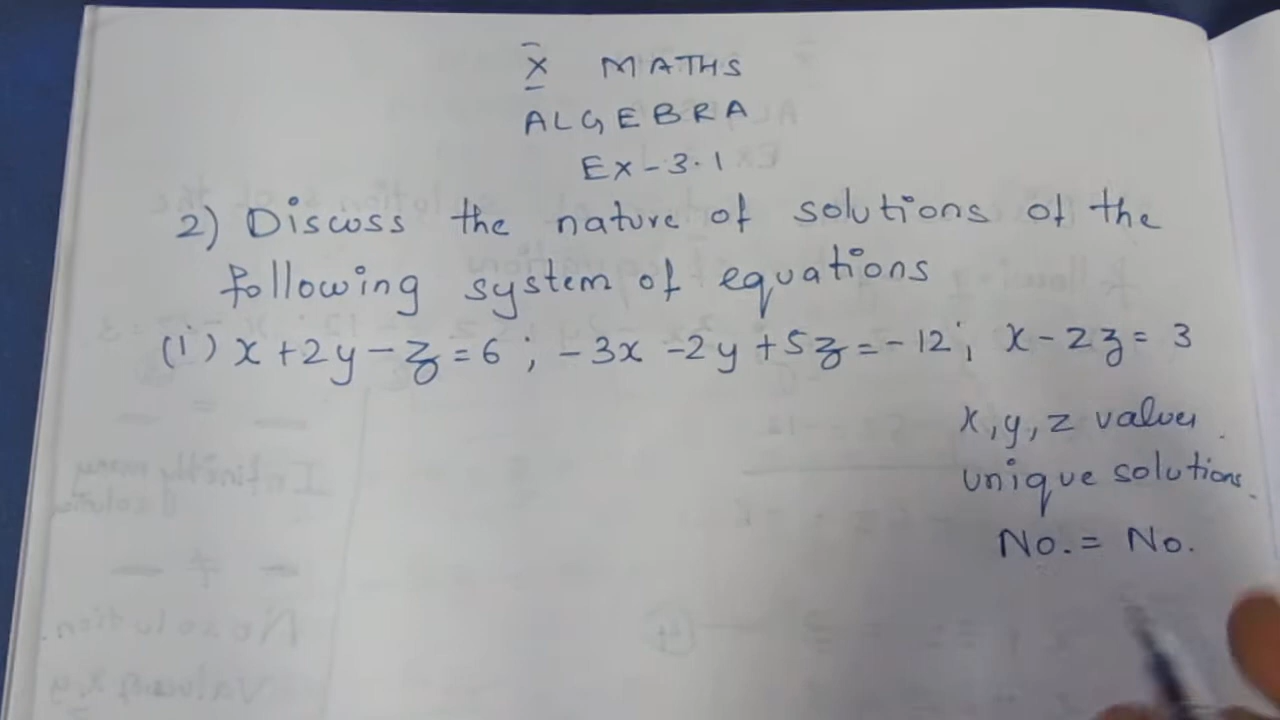 X MATHS
ALGEBRA
Ex-3.1
2) Discuss the nature of solutions of the
following system of equations
(i) x+2y-z=6; -3x-2y+5z=-12; x-2z=3
x,y,z values
unique solutions.
No. = No.